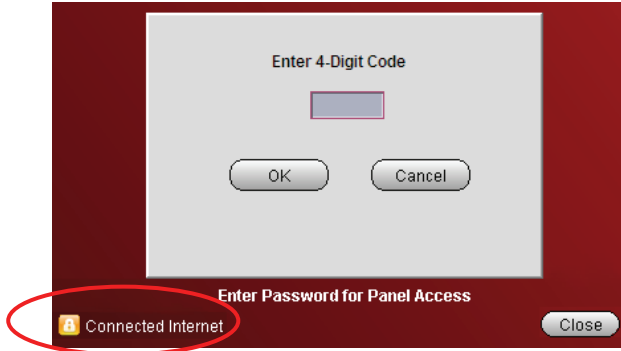 Enter 4-Digit Code
OK Cancel
Enter Password for Panel Access
Connected Internet Close